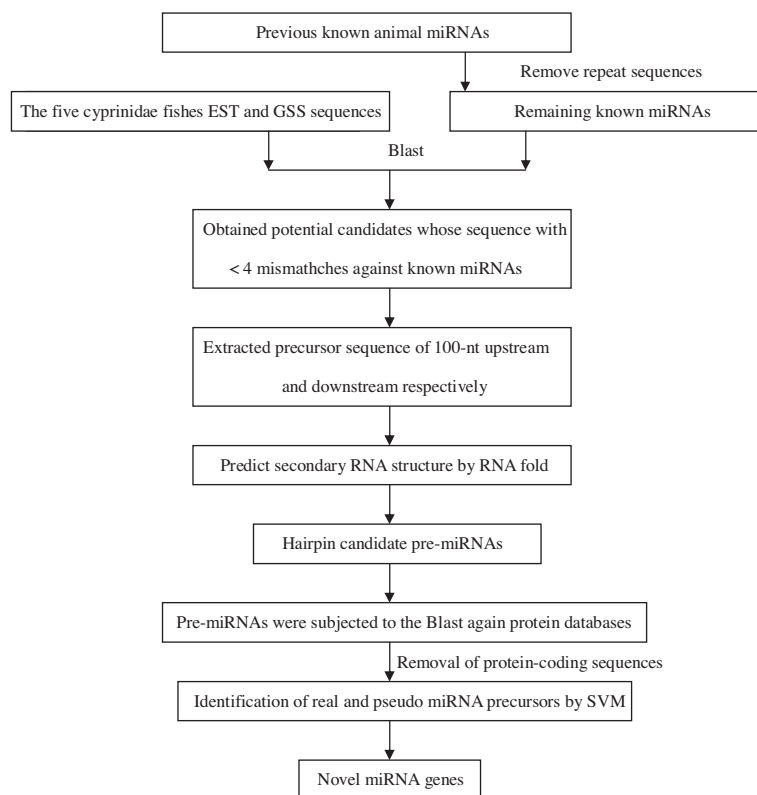 Previous known animal miRNAs
Remove repeat sequences
The five cyprinidae fishes EST and GSS sequences
Remaining known miRNAs
Blast
Obtained potential candidates whose sequence with
< 4 mismathches against known miRNAs
Extracted precursor sequence of 100-nt upstream
and downstream respectively
Predict secondary RNA structure by RNA fold
Hairpin candidate pre-miRNAs
Pre-miRNAs were subjected to the Blast again protein databases
Removal of protein-coding sequences
Identification of real and pseudo miRNA precursors by SVM
Novel miRNA genes